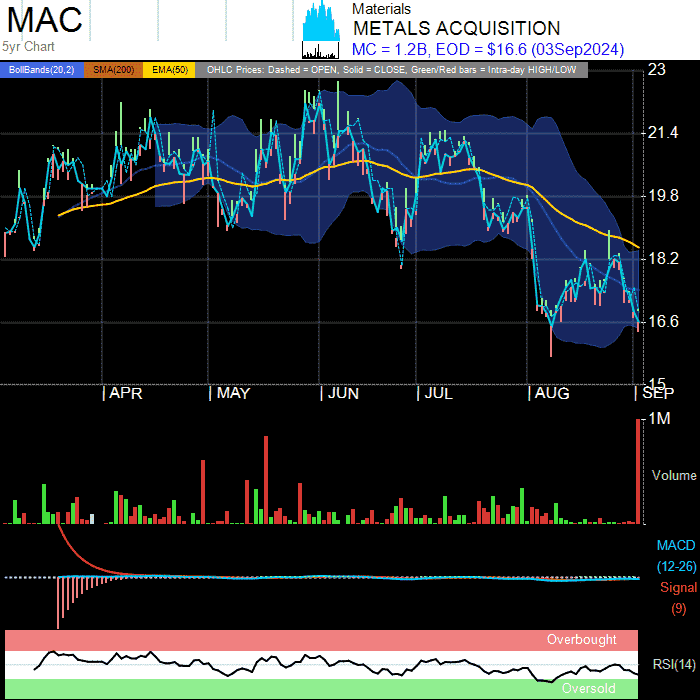 MAC
5yr Chart
Materials
METALS ACQUISITION
MC = 1.2B, EOD = $16.6 (03Sep2024)
BollBands(20,2) SMA(200) EMA(50) OHLC Prices: Dashed = OPEN, Solid = CLOSE, Green/Red bars = Intra-day HIGH/LOW
23
21.4
19.8
18.2
16.6
15
APR MAY JUN JUL AUG SEP
1M
Volume
MACD
(12-26)
Signal
(9)
Overbought
RSI(14)
Oversold